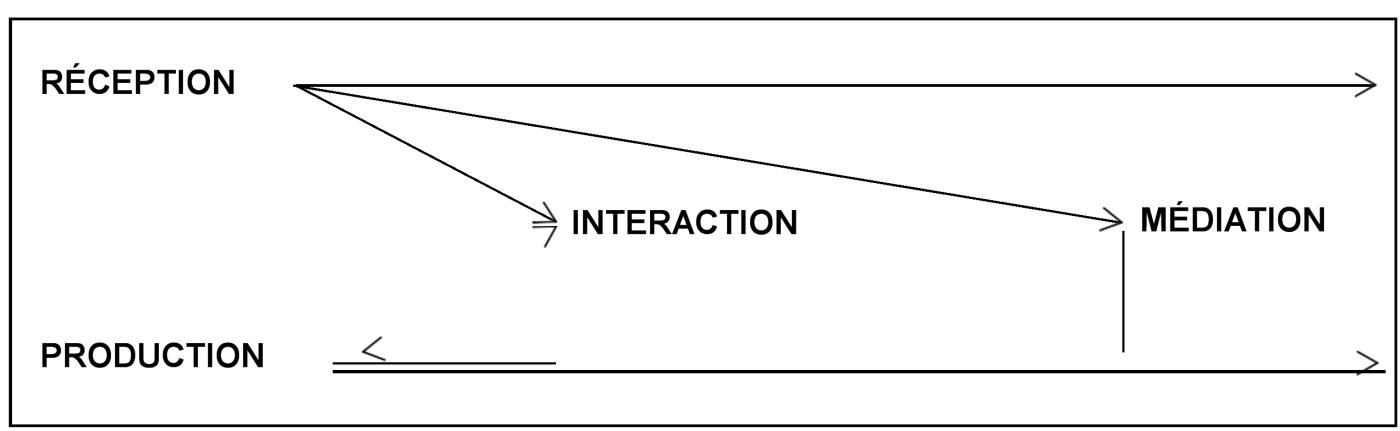 RÉCEPTION
INTERACTION
MÉDIATION
PRODUCTION